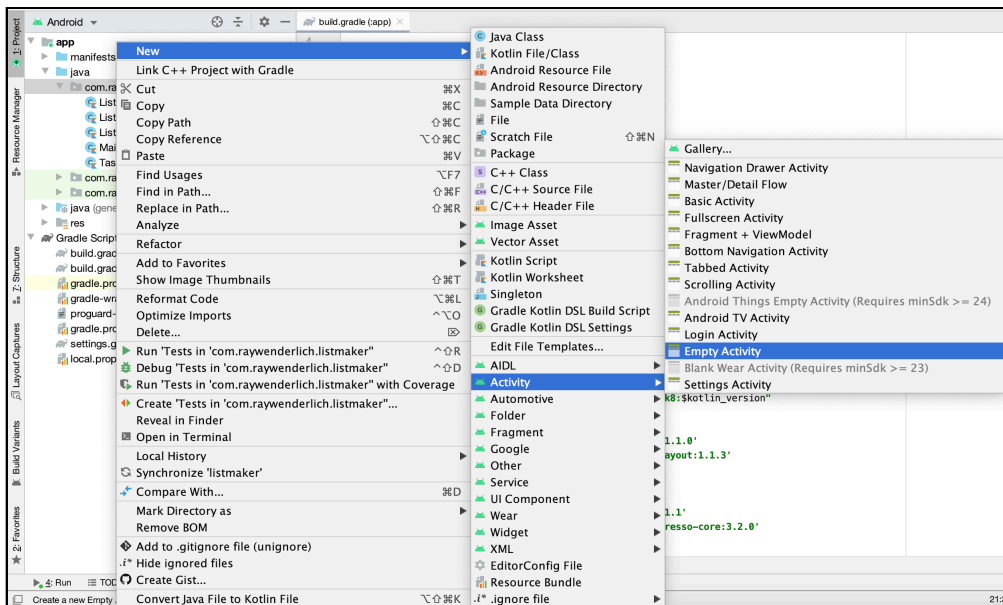 1: Project
Resource Manager
7: Structure
Layout Captures
Build Variants
2: Favorites
Android
app
manifests
java
com.ra
List
List
List
Mai
Tas
com.ra
com.ra
java (gene
res
Gradle Script
build.grad
build.grad
gradle.pro
gradle-wra
proguard-
gradle.pro
settings.g
local.prop
4: Run
TOD
Create a new Empty
build.gradle (:app)
4
New
Link C++ Project with Gradle
Cut ⌘X
Copy ⌘C
Copy Path ⇧⌘C
Copy Reference ⌥⇧⌘C
Paste ⌘V
Find Usages ⌥F7
Find in Path... ⇧⌘F
Replace in Path... ⇧⌘R
Analyze
Refactor
Add to Favorites
Show Image Thumbnails ⇧⌘T
Reformat Code ⌥⌘L
Optimize Imports ^⌥O
Delete... ⌦
Run 'Tests in 'com.raywenderlich.listmaker'' ^⇧R
Debug 'Tests in 'com.raywenderlich.listmaker'' ^⇧D
Run 'Tests in 'com.raywenderlich.listmaker'' with Coverage
Create 'Tests in 'com.raywenderlich.listmaker''...
Reveal in Finder
Open in Terminal
Local History
Synchronize 'listmaker'
Compare With... ⌘D
Mark Directory as
Remove BOM
Add to .gitignore file (unignore)
.i* Hide ignored files
Create Gist...
Convert Java File to Kotlin File ⌥⇧⌘K
Java Class
Kotlin File/Class
Android Resource File
Android Resource Directory
Sample Data Directory
File
Scratch File ⇧⌘N
Package
C++ Class
C/C++ Source File
C/C++ Header File
Image Asset
Vector Asset
Kotlin Script
Kotlin Worksheet
Singleton
Gradle Kotlin DSL Build Script
Gradle Kotlin DSL Settings
Edit File Templates...
AIDL
Activity
Automotive
Folder
Fragment
Google
Other
Service
UI Component
Wear
Widget
XML
EditorConfig File
Resource Bundle
.i* .ignore file
Gallery...
Navigation Drawer Activity
Master/Detail Flow
Basic Activity
Fullscreen Activity
Fragment + ViewModel
Bottom Navigation Activity
Tabbed Activity
Scrolling Activity
Android Things Empty Activity (Requires minSdk >= 24)
Android TV Activity
Login Activity
Empty Activity
Blank Wear Activity (Requires minSdk >= 23)
Settings Activity
k8:$kotlin_version"
1.1.0'
ayout:1.1.3'
1.1'
resso-core:3.2.0'
21: